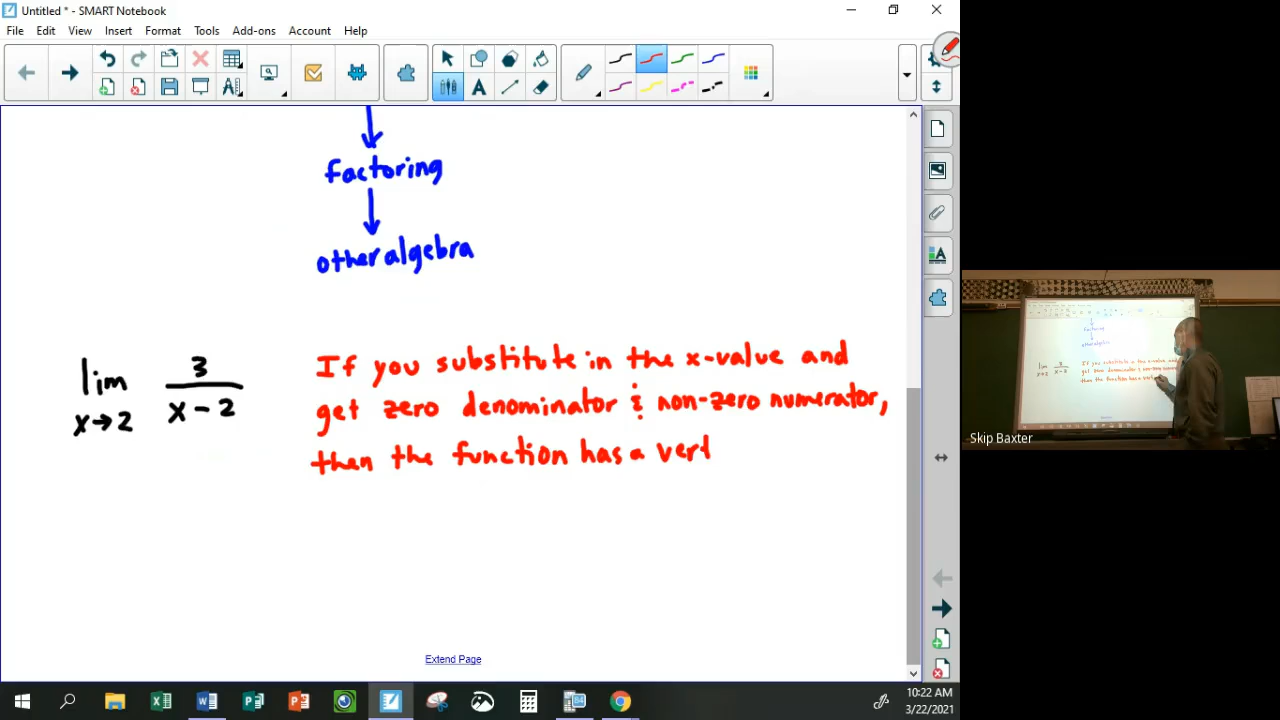 Untitled * - SMART Notebook
File Edit View Insert Format Tools Add-ons Account Help
factoring
other algebra
lim x→2 3/(x-2)
If you substitute in the x-value and
get zero denominator & non-zero numerator,
then the function has a vert
Extend Page
Skip Baxter
10:22 AM
3/22/2021